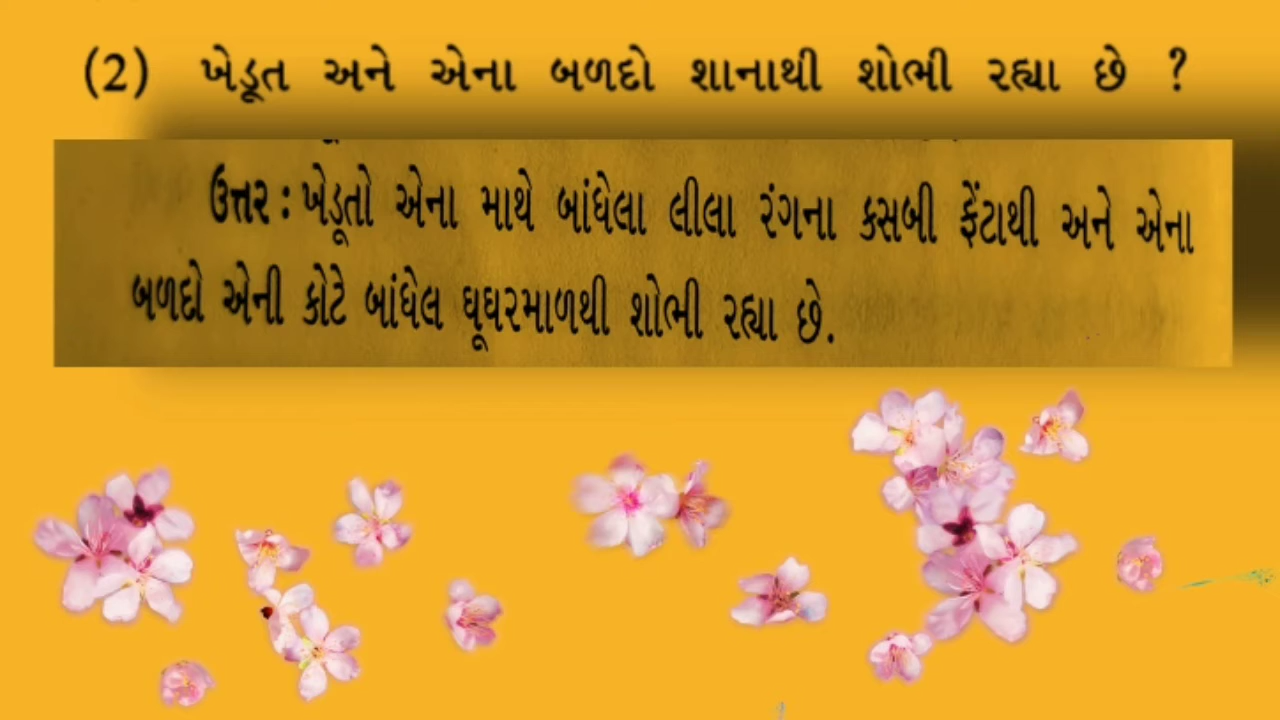 (2) ખેડૂત અને એના બળદો શાનાથી શોભી રહ્યા છે ?
ઉત્તર : ખેડૂતો એના માથે બાંધેલા લીલા રંગના કસબી ફેંટાથી અને એના
બળદો એની કોટે બાંધેલ ઘૂઘરમાળથી શોભી રહ્યા છે.